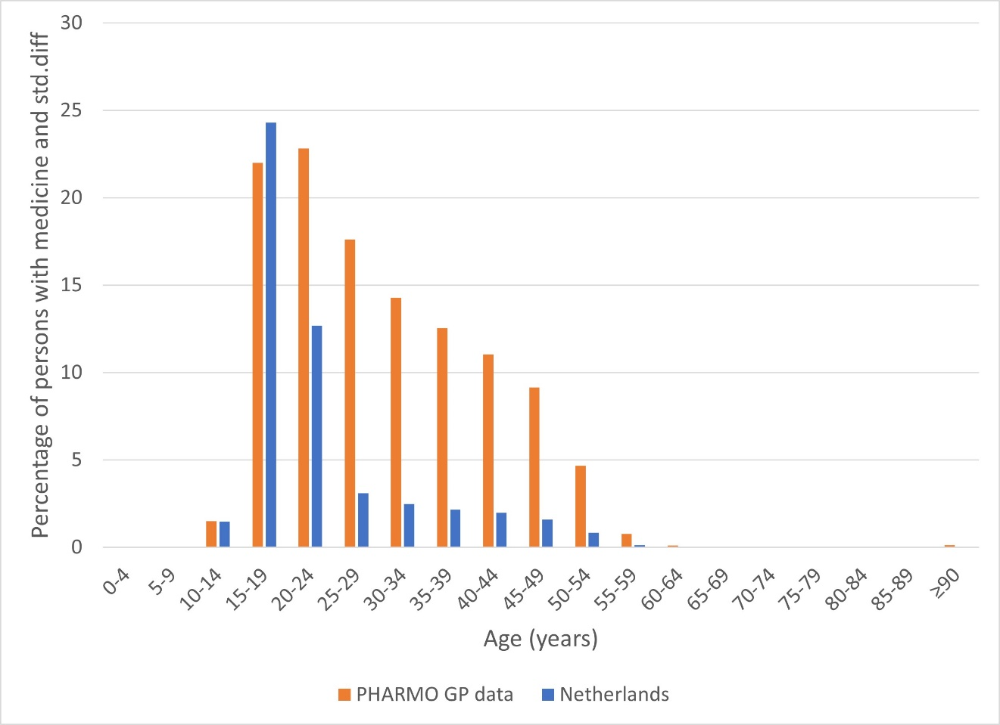 Percentage of persons with medicine and std.diff
30
25
20
15
10
5
0
0-4 5-9 10-14 15-19 20-24 25-29 30-34 35-39 40-44 45-49 50-54 55-59 60-64 65-69 70-74 75-79 80-84 85-89 ≥90
Age (years)
PHARMO GP data Netherlands